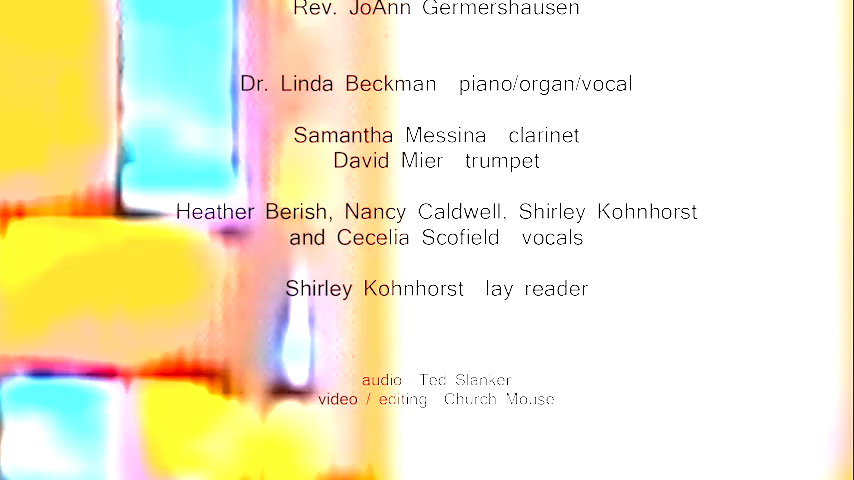 Rev. JoAnn Germershausen
Dr. Linda Beckman piano/organ/vocal
Samantha Messina clarinet
David Mier trumpet
Heather Berish, Nancy Caldwell, Shirley Kohnhorst
and Cecelia Scofield vocals
Shirley Kohnhorst lay reader
audio Ted Slanker
video / editing Church Mouse